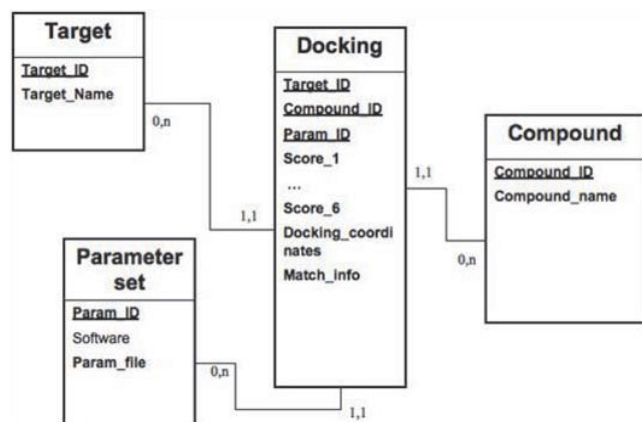 Target
Target_ID
Target_Name
0,n
1,1
Docking
Target_ID
Compound_ID
Param_ID
Score_1
...
Score_6
Docking_coordi
nates
Match_info
1,1
0,n
Compound
Compound_ID
Compound_name
Parameter
set
Param_ID
Software
Param_file
0,n
1,1